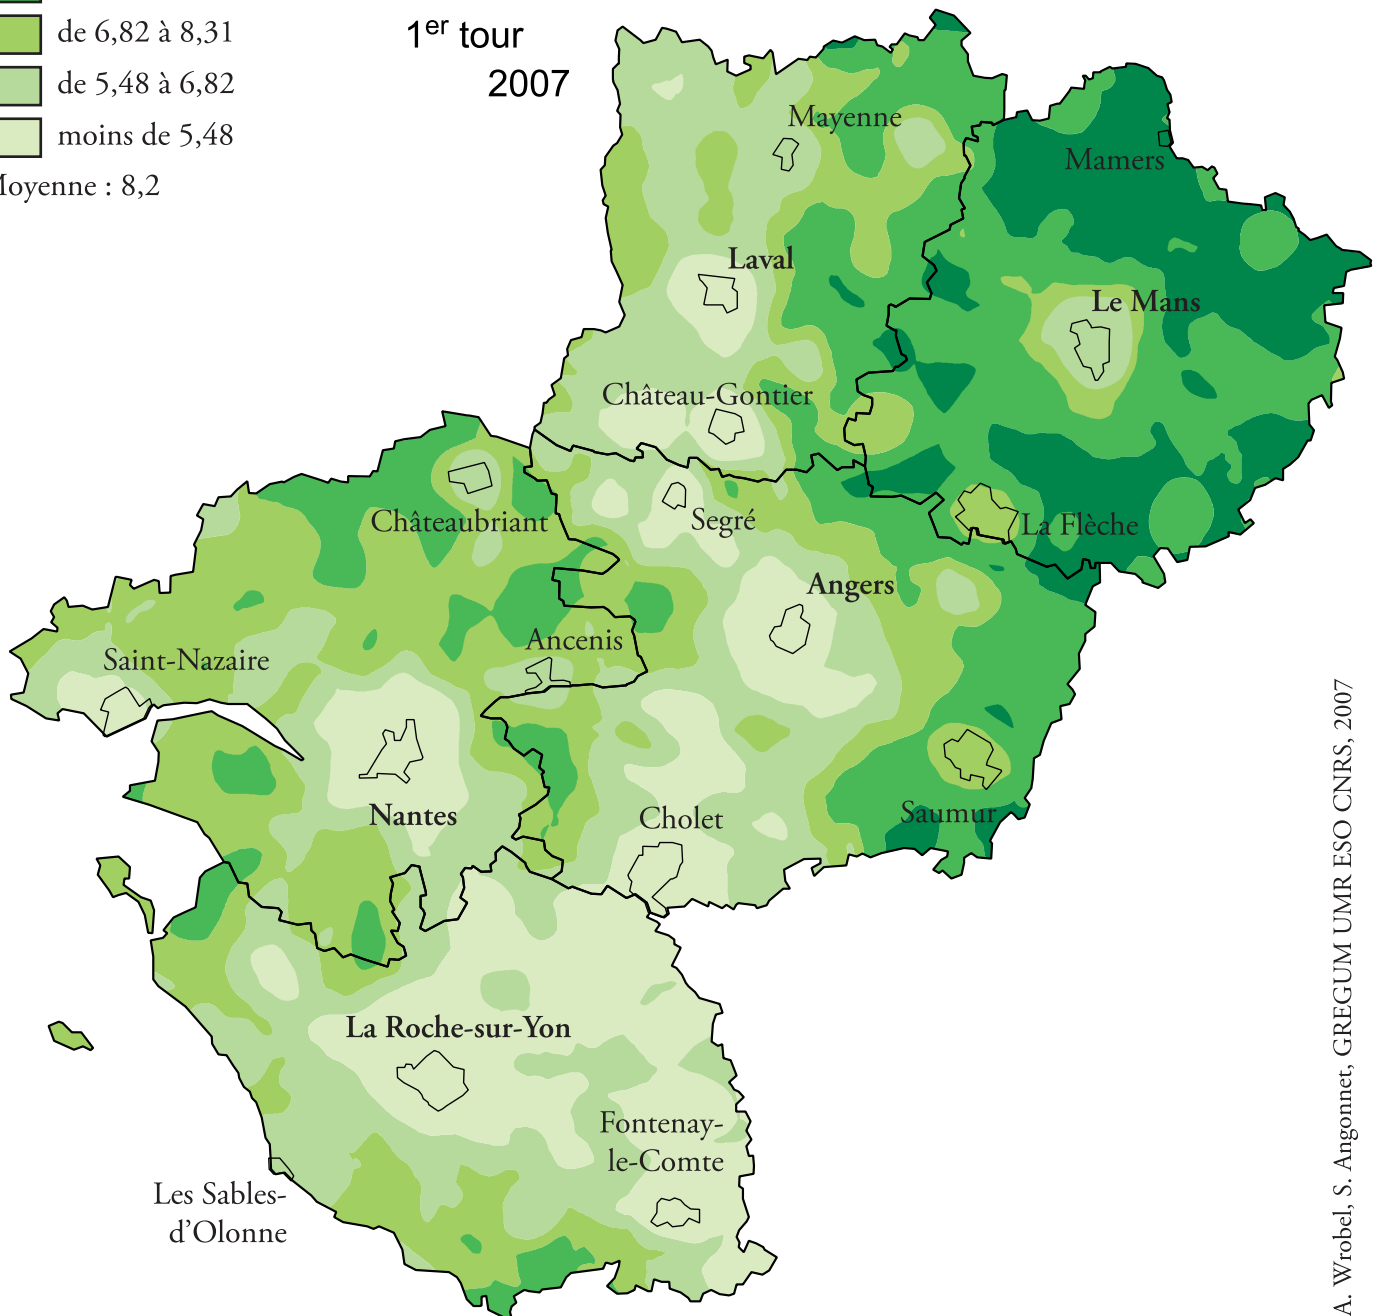 de 6,82 à 8,31
de 5,48 à 6,82
moins de 5,48
Moyenne : 8,2
1er tour
2007
Mayenne
Mamers
Laval
Le Mans
Château-Gontier
Segré
Châteaubriant
La Flèche
Angers
Ancenis
Saint-Nazaire
Nantes
Cholet
Saumur
La Roche-sur-Yon
Fontenay-
le-Comte
Les Sables-
d’Olonne
A. Wrobel, S. Angonnet, GREGUM UMR ESO CNRS, 2007